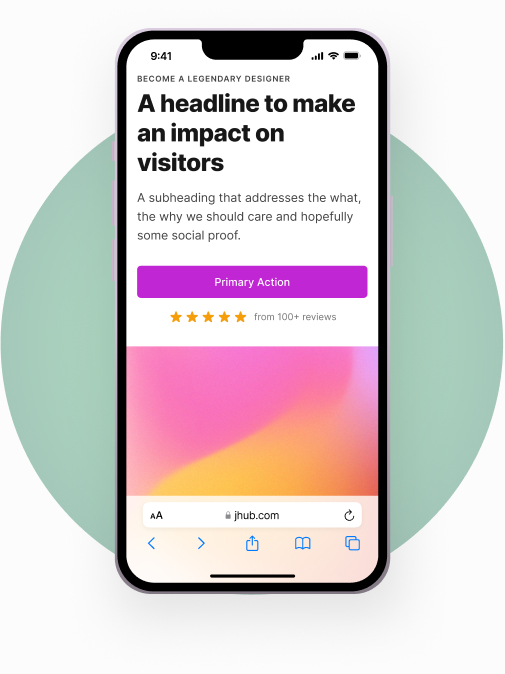 9:41
BECOME A LEGENDARY DESIGNER
A headline to make
an impact on
visitors
A subheading that addresses the what,
the why we should care and hopefully
some social proof.
Primary Action
from 100+ reviews
AA jhub.com